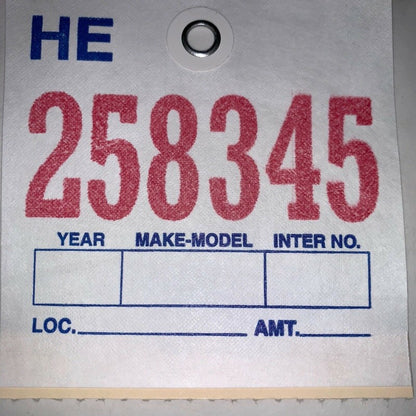 HE
258345
YEAR MAKE-MODEL INTER NO.
LOC. AMT.